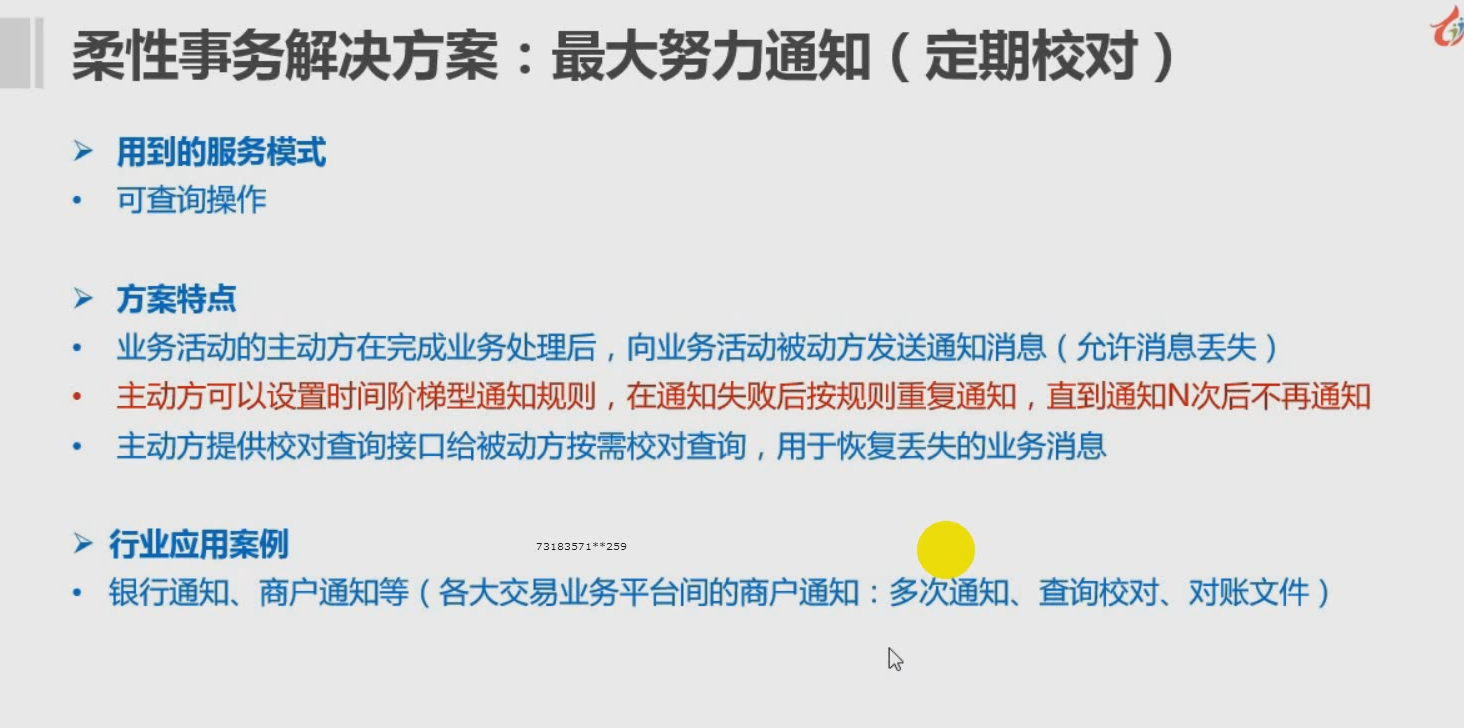 柔性事务解决方案：最大努力通知（定期校对）
➢ 用到的服务模式
• 可查询操作
➢ 方案特点
• 业务活动的主动方在完成业务处理后，向业务活动被动方发送通知消息（允许消息丢失）
• 主动方可以设置时间阶梯型通知规则，在通知失败后按规则重复通知，直到通知N次后不再通知
• 主动方提供校对查询接口给被动方按需校对查询，用于恢复丢失的业务消息
➢ 行业应用案例
73183571**259
• 银行通知、商户通知等（各大交易业务平台间的商户通知：多次通知、查询校对、对账文件）